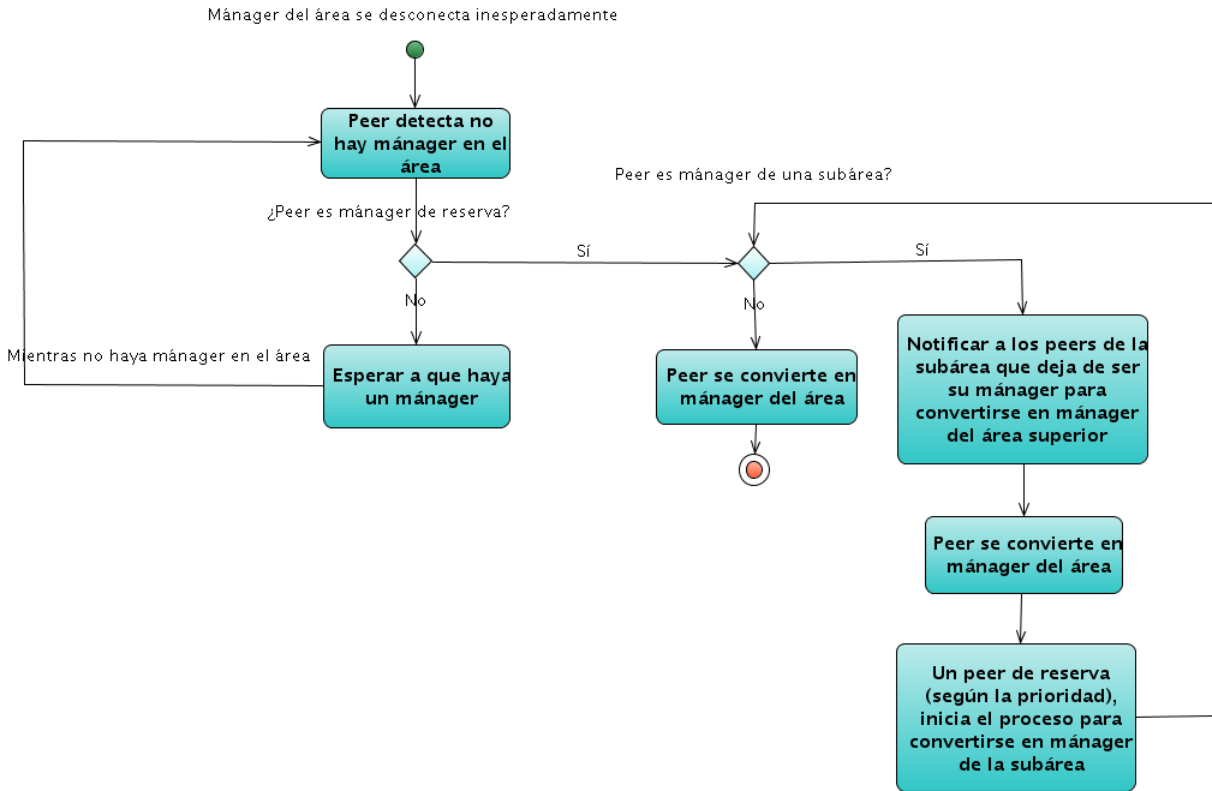 Mánager del área se desconecta inesperadamente
Peer detecta no
hay mánager en el
área
Peer es mánager de una subárea?
¿Peer es mánager de reserva?
Sí
Sí
No
No
Mientras no haya mánager en el área
Esperar a que haya
un mánager
Peer se convierte en
mánager del área
Notificar a los peers de la
subárea que deja de ser
su mánager para
convertirse en mánager
del área superior
Peer se convierte en
mánager del área
Un peer de reserva
(según la prioridad),
inicia el proceso para
convertirse en mánager
de la subárea